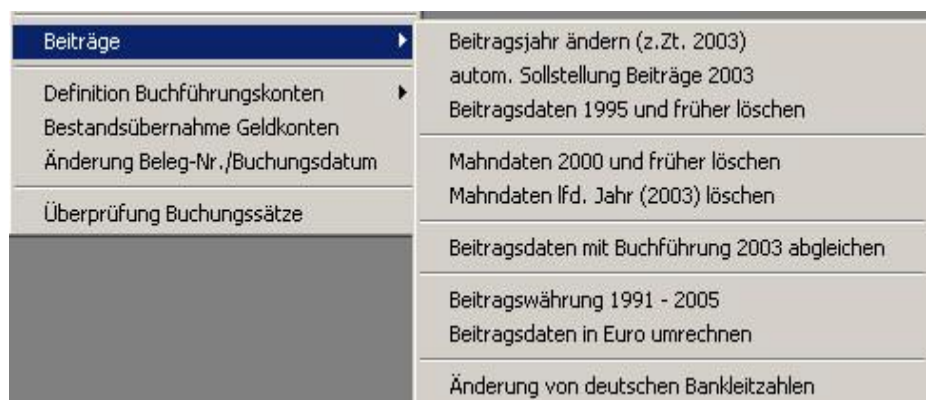 Beiträge
Definition Buchführungskonten
Bestandsübernahme Geldkonten
Änderung Beleg-Nr./Buchungsdatum
Überprüfung Buchungssätze
Beitragsjahr ändern (z.Zt. 2003)
autom. Sollstellung Beiträge 2003
Beitragsdaten 1995 und früher löschen
Mahndaten 2000 und früher löschen
Mahndaten lfd. Jahr (2003) löschen
Beitragsdaten mit Buchführung 2003 abgleichen
Beitragswährung 1991 - 2005
Beitragsdaten in Euro umrechnen
Änderung von deutschen Bankleitzahlen